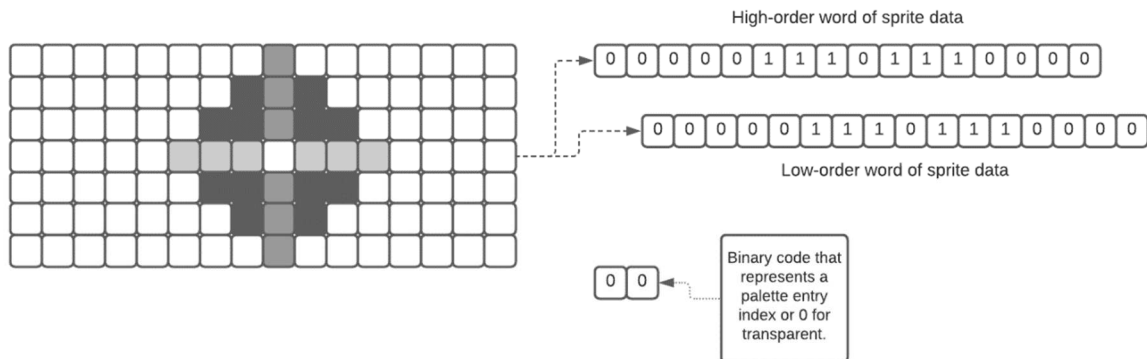 High-order word of sprite data
0 0 0 0 0 1 1 1 0 1 1 1 0 0 0 0
0 0 0 0 0 1 1 1 0 1 1 1 0 0 0 0
Low-order word of sprite data
0 0
Binary code that
represents a
palette entry
index or 0 for
transparent.